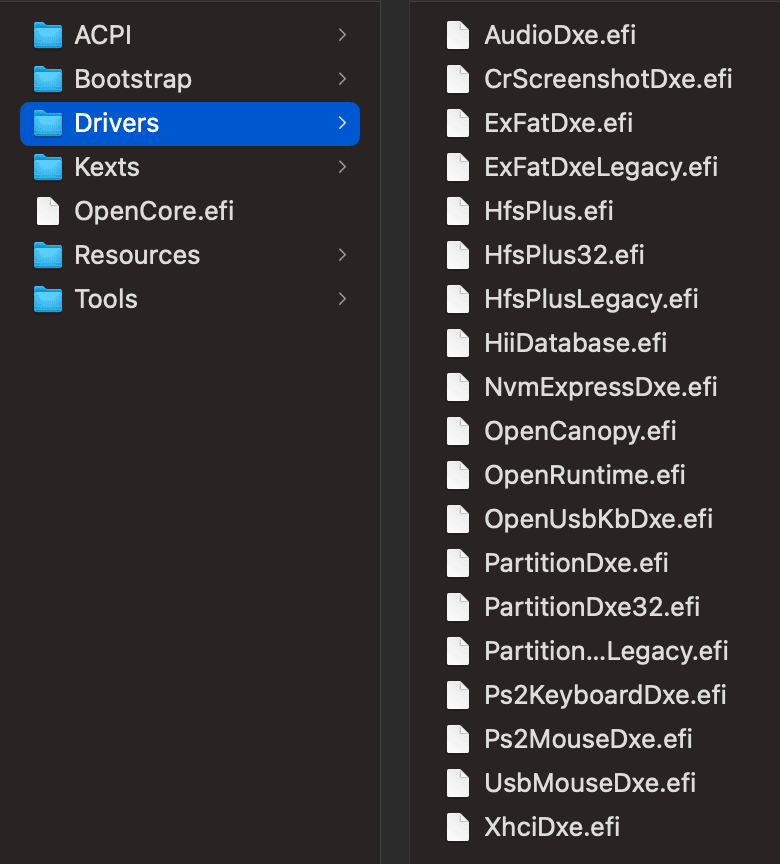 ACPI
Bootstrap
Drivers
Kexts
OpenCore.efi
Resources
Tools
AudioDxe.efi
CrScreenshotDxe.efi
ExFatDxe.efi
ExFatDxeLegacy.efi
HfsPlus.efi
HfsPlus32.efi
HfsPlusLegacy.efi
HiiDatabase.efi
NvmExpressDxe.efi
OpenCanopy.efi
OpenRuntime.efi
OpenUsbKbDxe.efi
PartitionDxe.efi
PartitionDxe32.efi
Partition...Legacy.efi
Ps2KeyboardDxe.efi
Ps2MouseDxe.efi
UsbMouseDxe.efi
XhciDxe.efi